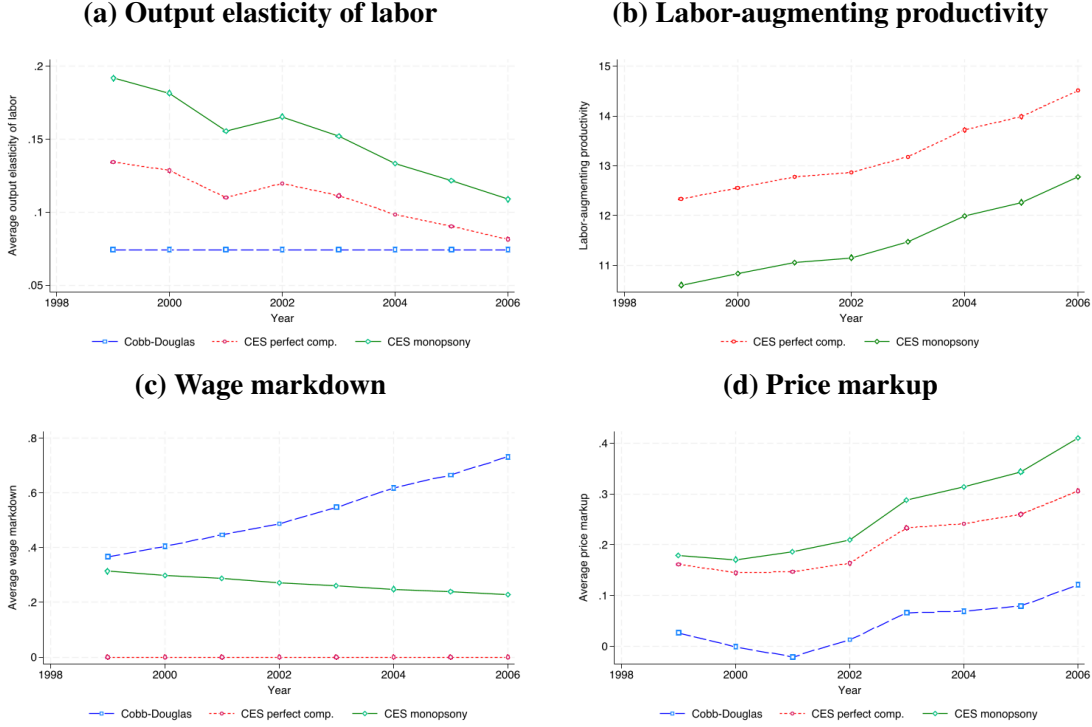 (a) Output elasticity of labor
Average output elasticity of labor
.2
.15
.1
.05
1998 2000 2002 2004 2006
Year
Cobb-Douglas CES perfect comp. CES monopsony
(b) Labor-augmenting productivity
Labor-augmenting productivity
15
14
13
12
11
1998 2000 2002 2004 2006
Year
CES perfect comp. CES monopsony
(c) Wage markdown
Average wage markdown
.8
.6
.4
.2
0
1998 2000 2002 2004 2006
Year
Cobb-Douglas CES perfect comp. CES monopsony
(d) Price markup
Average price markup
.4
.3
.2
.1
0
1998 2000 2002 2004 2006
Year
Cobb-Douglas CES perfect comp. CES monopsony